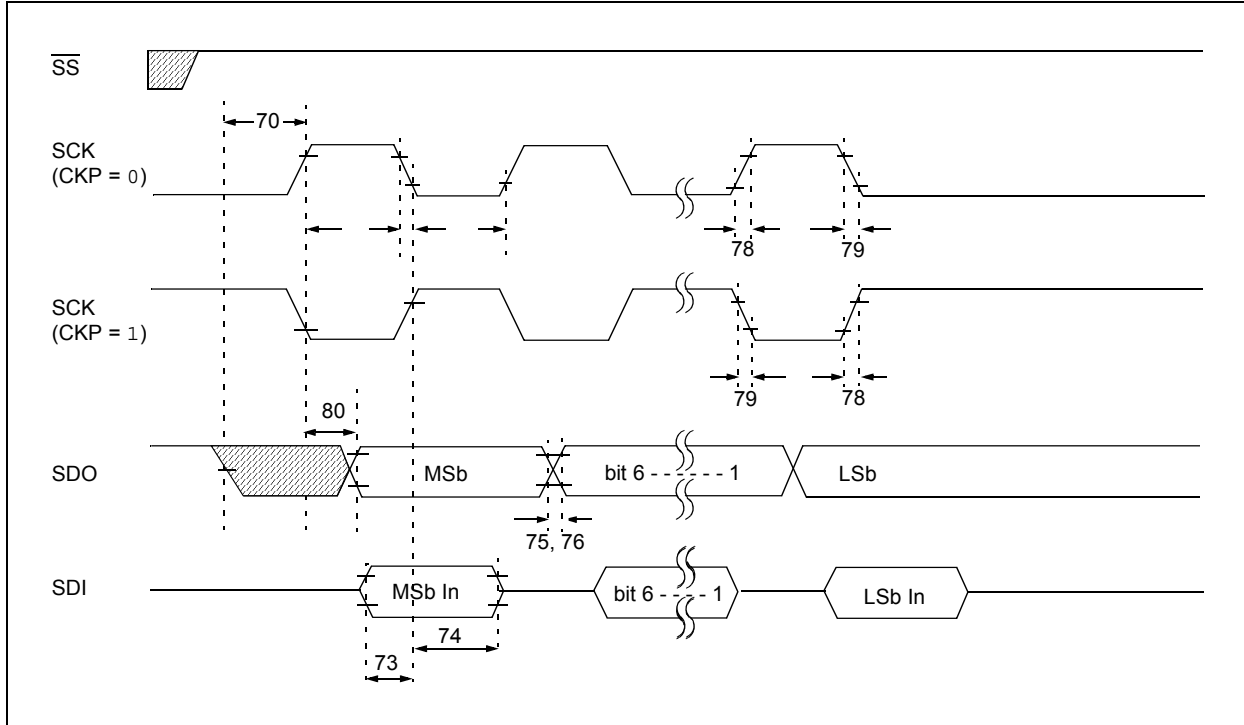 SS
70
SCK
(CKP = 0)
78
79
SCK
(CKP = 1)
79
78
80
SDO
MSb
bit 6 - - - - - - 1
LSb
75, 76
SDI
MSb In
bit 6 - - - - 1
LSb In
74
73